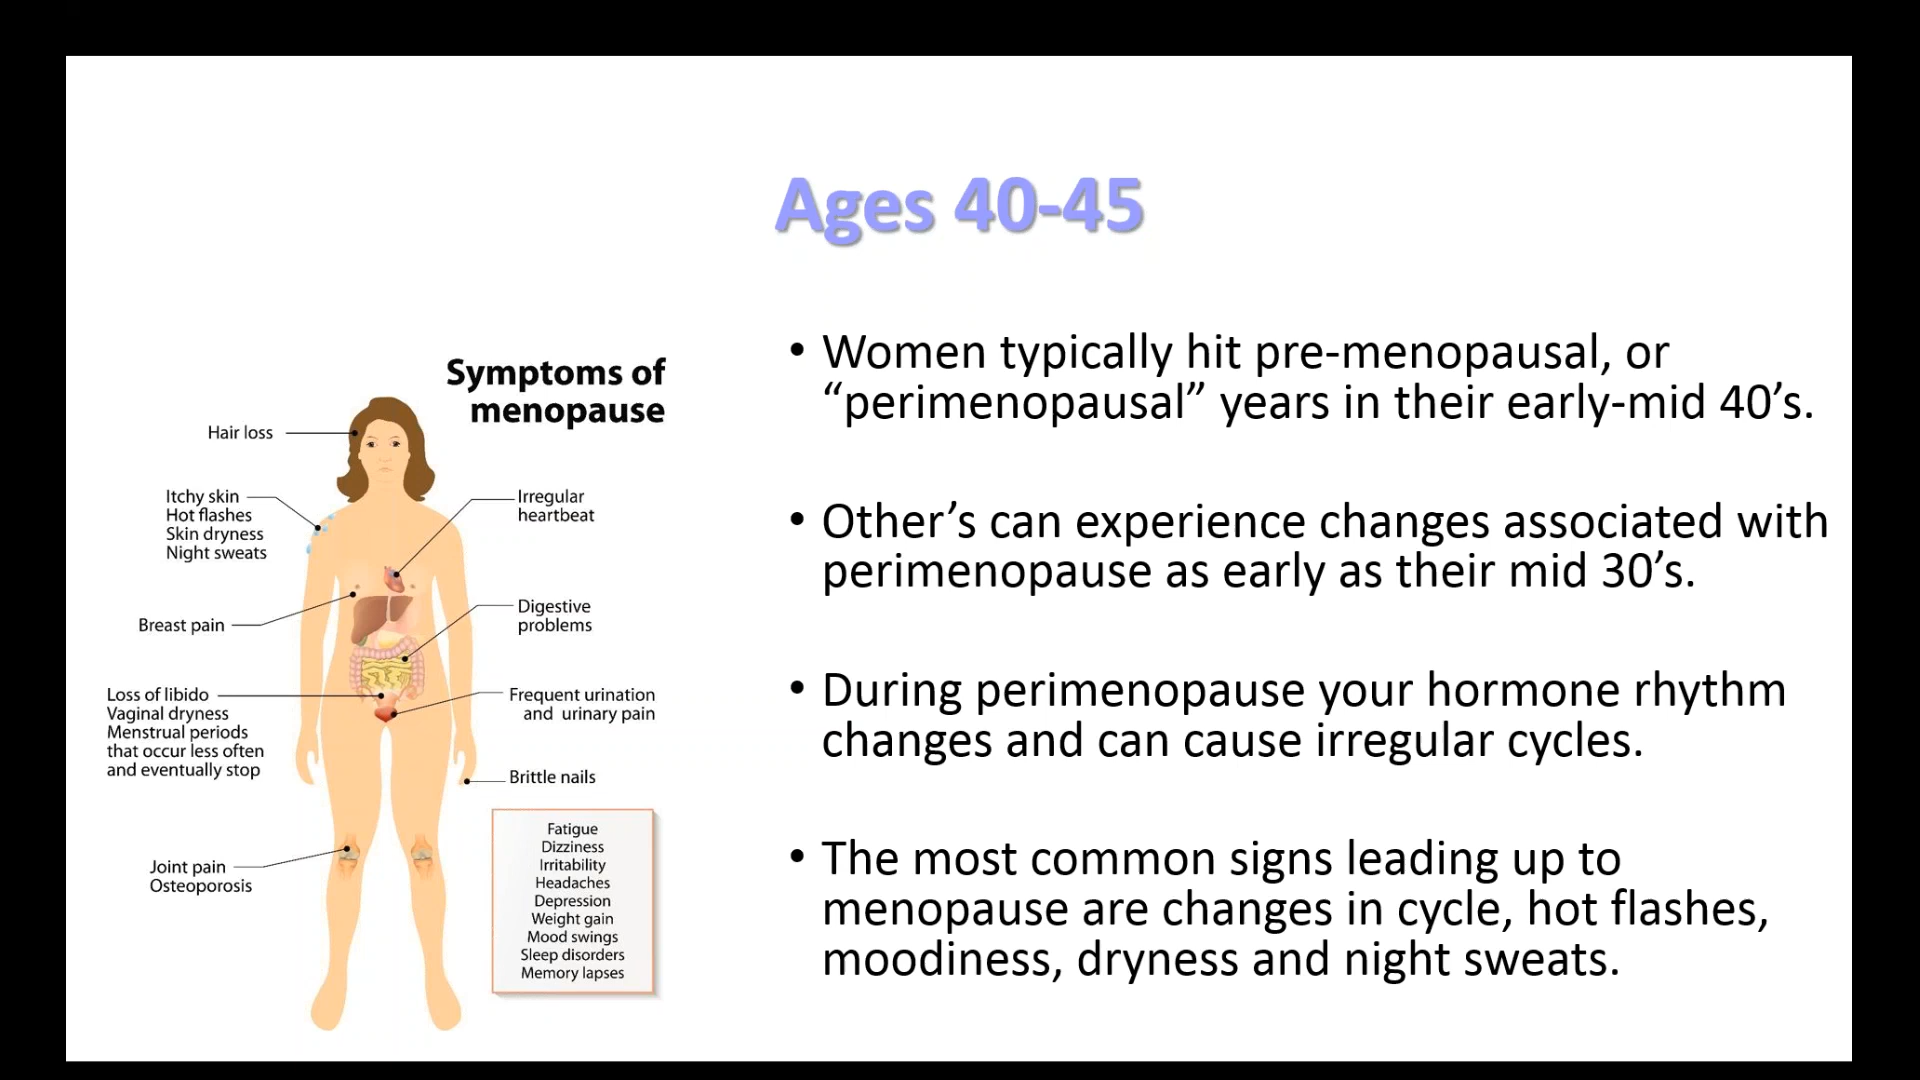 Ages 40-45
Symptoms of
menopause
Hair loss
Itchy skin
Hot flashes
Skin dryness
Night sweats
Breast pain
Loss of libido
Vaginal dryness
Menstrual periods
that occur less often
and eventually stop
Joint pain
Osteoporosis
Irregular
heartbeat
Digestive
problems
Frequent urination
and urinary pain
Brittle nails
Fatigue
Dizziness
Irritability
Headaches
Depression
Weight gain
Mood swings
Sleep disorders
Memory lapses
• Women typically hit pre-menopausal, or
“perimenopausal” years in their early-mid 40’s.
• Other’s can experience changes associated with
perimenopause as early as their mid 30’s.
• During perimenopause your hormone rhythm
changes and can cause irregular cycles.
• The most common signs leading up to
menopause are changes in cycle, hot flashes,
moodiness, dryness and night sweats.